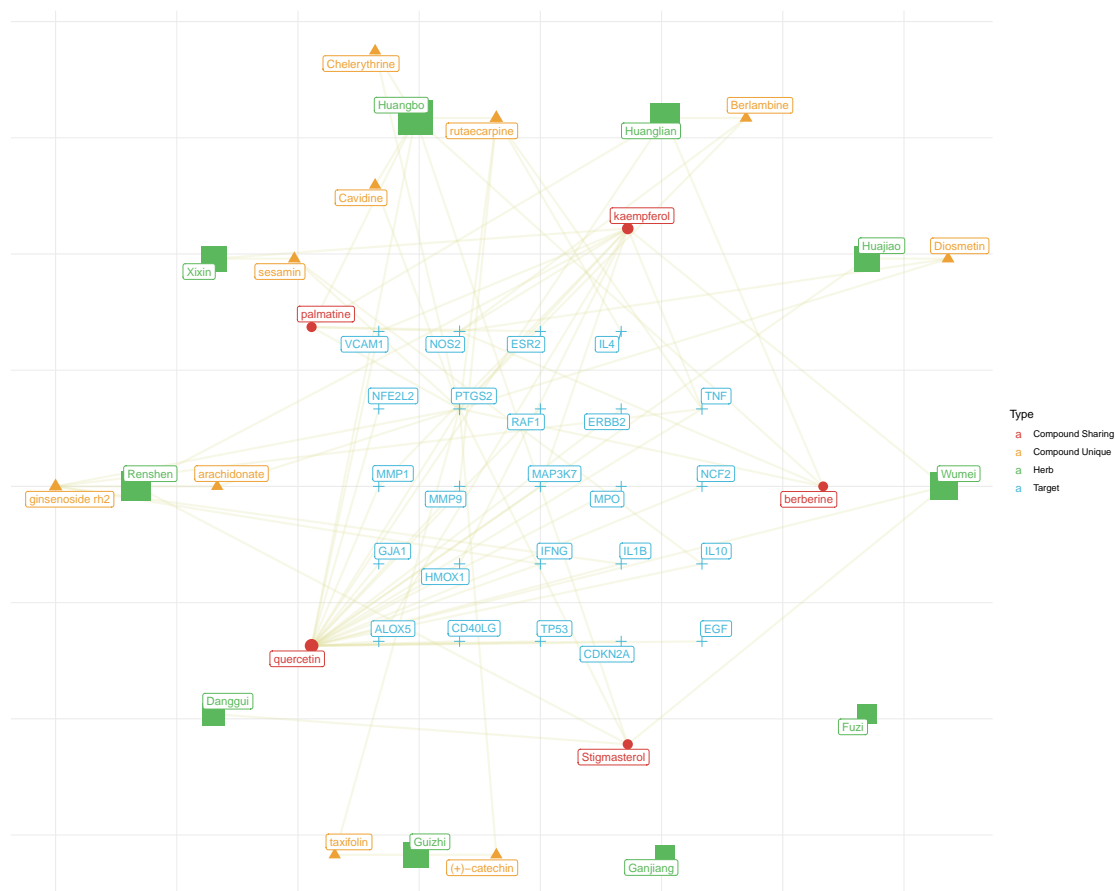 Chelerythrine
Huangbo
Berlambine
rutaecarpine
Huanglian
Cavidine
kaempferol
Xixin
sesamin
Huajiao
Diosmetin
palmatine
VCAM1
NOS2
ESR2
IL4
NFE2L2
PTGS2
TNF
RAF1
ERBB2
Type
a Compound Sharing
a Compound Unique
a Herb
a Target
Renshen
arachidonate
MMP1
MAP3K7
NCF2
Wumei
ginsenoside rh2
MMP9
MPO
berberine
GJA1
IFNG
IL1B
IL10
HMOX1
ALOX5
CD40LG
TP53
EGF
quercetin
CDKN2A
Danggui
Fuzi
Stigmasterol
taxifolin
Guizhi
(+)−catechin
Ganjiang